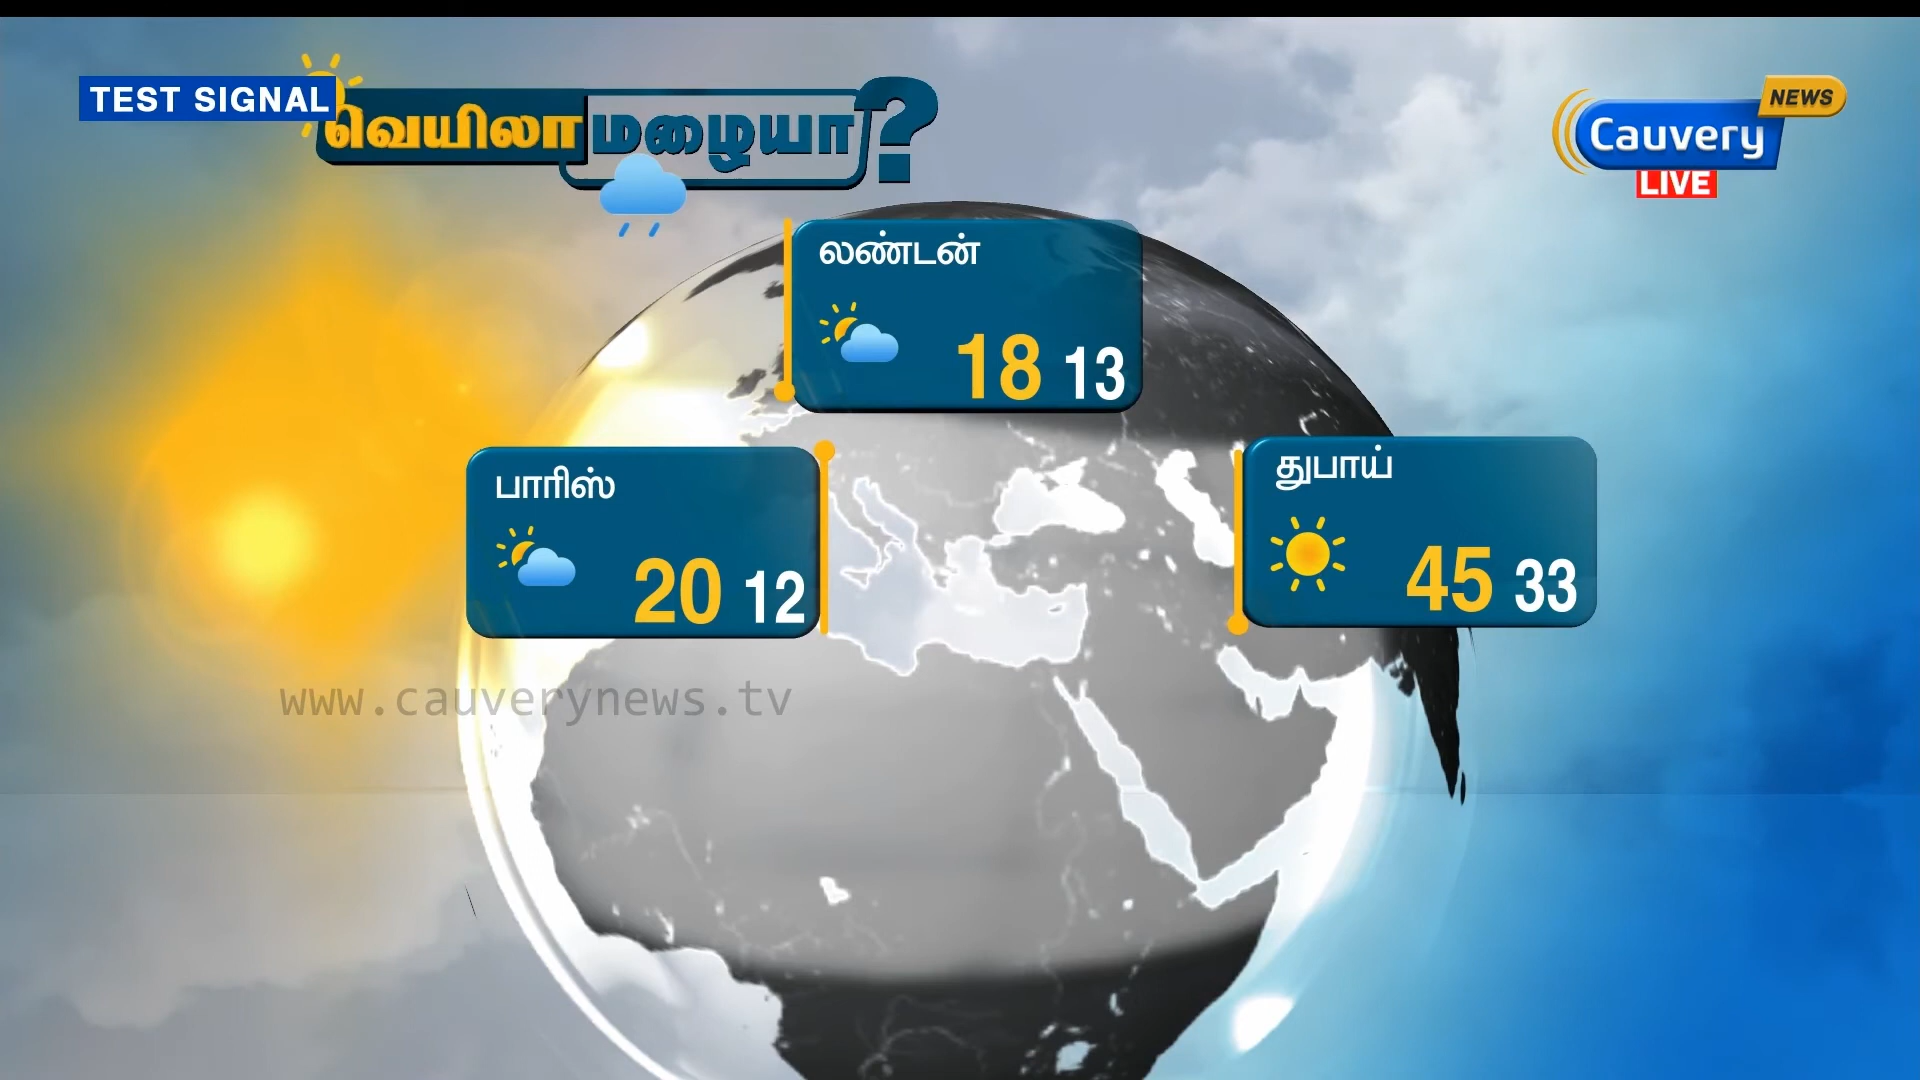 TEST SIGNAL
வெயிலா மழையா?
Cauvery NEWS
LIVE
லண்டன்
18 13
பாரிஸ்
20 12
துபாய்
45 33
www.cauverynews.tv